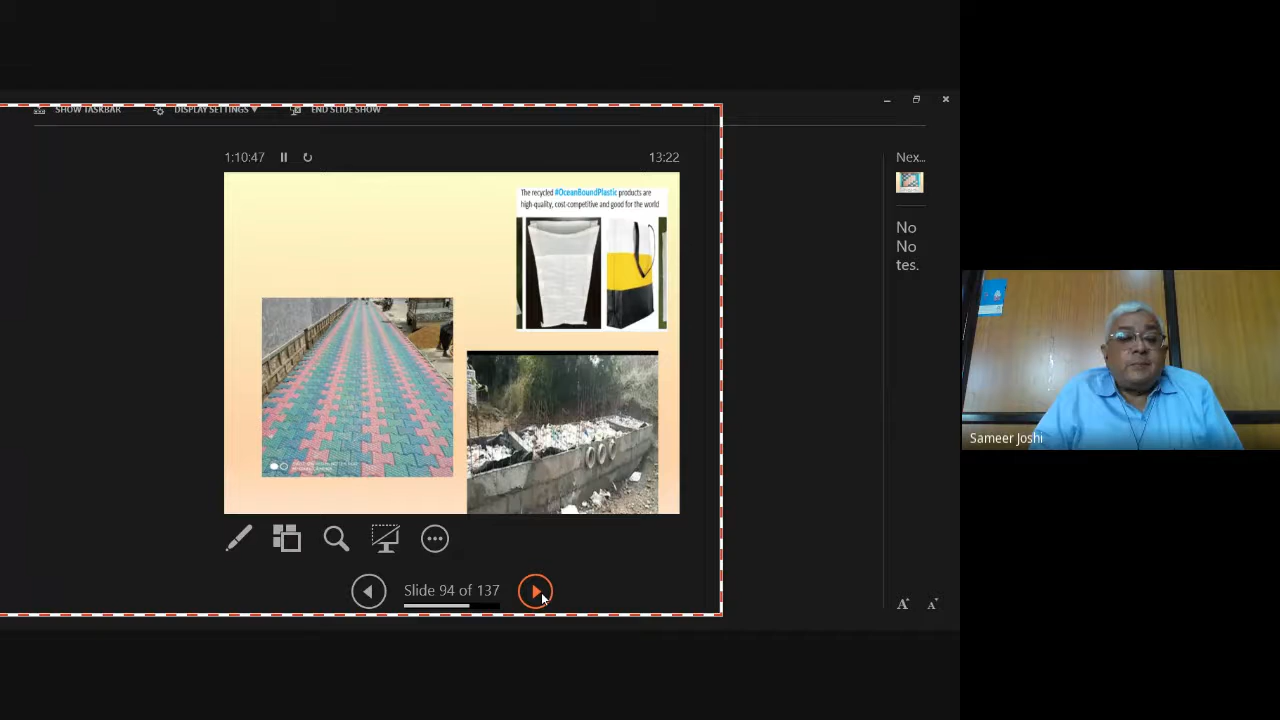 SHOW TASKBAR
DISPLAY SETTINGS
END SLIDE SHOW
1:10:47
13:22
Nex...
The recycled #OceanBoundPlastic products are
high-quality, cost-competitive and good for the world
No
No
tes.
Slide 94 of 137
A A
Sameer Joshi